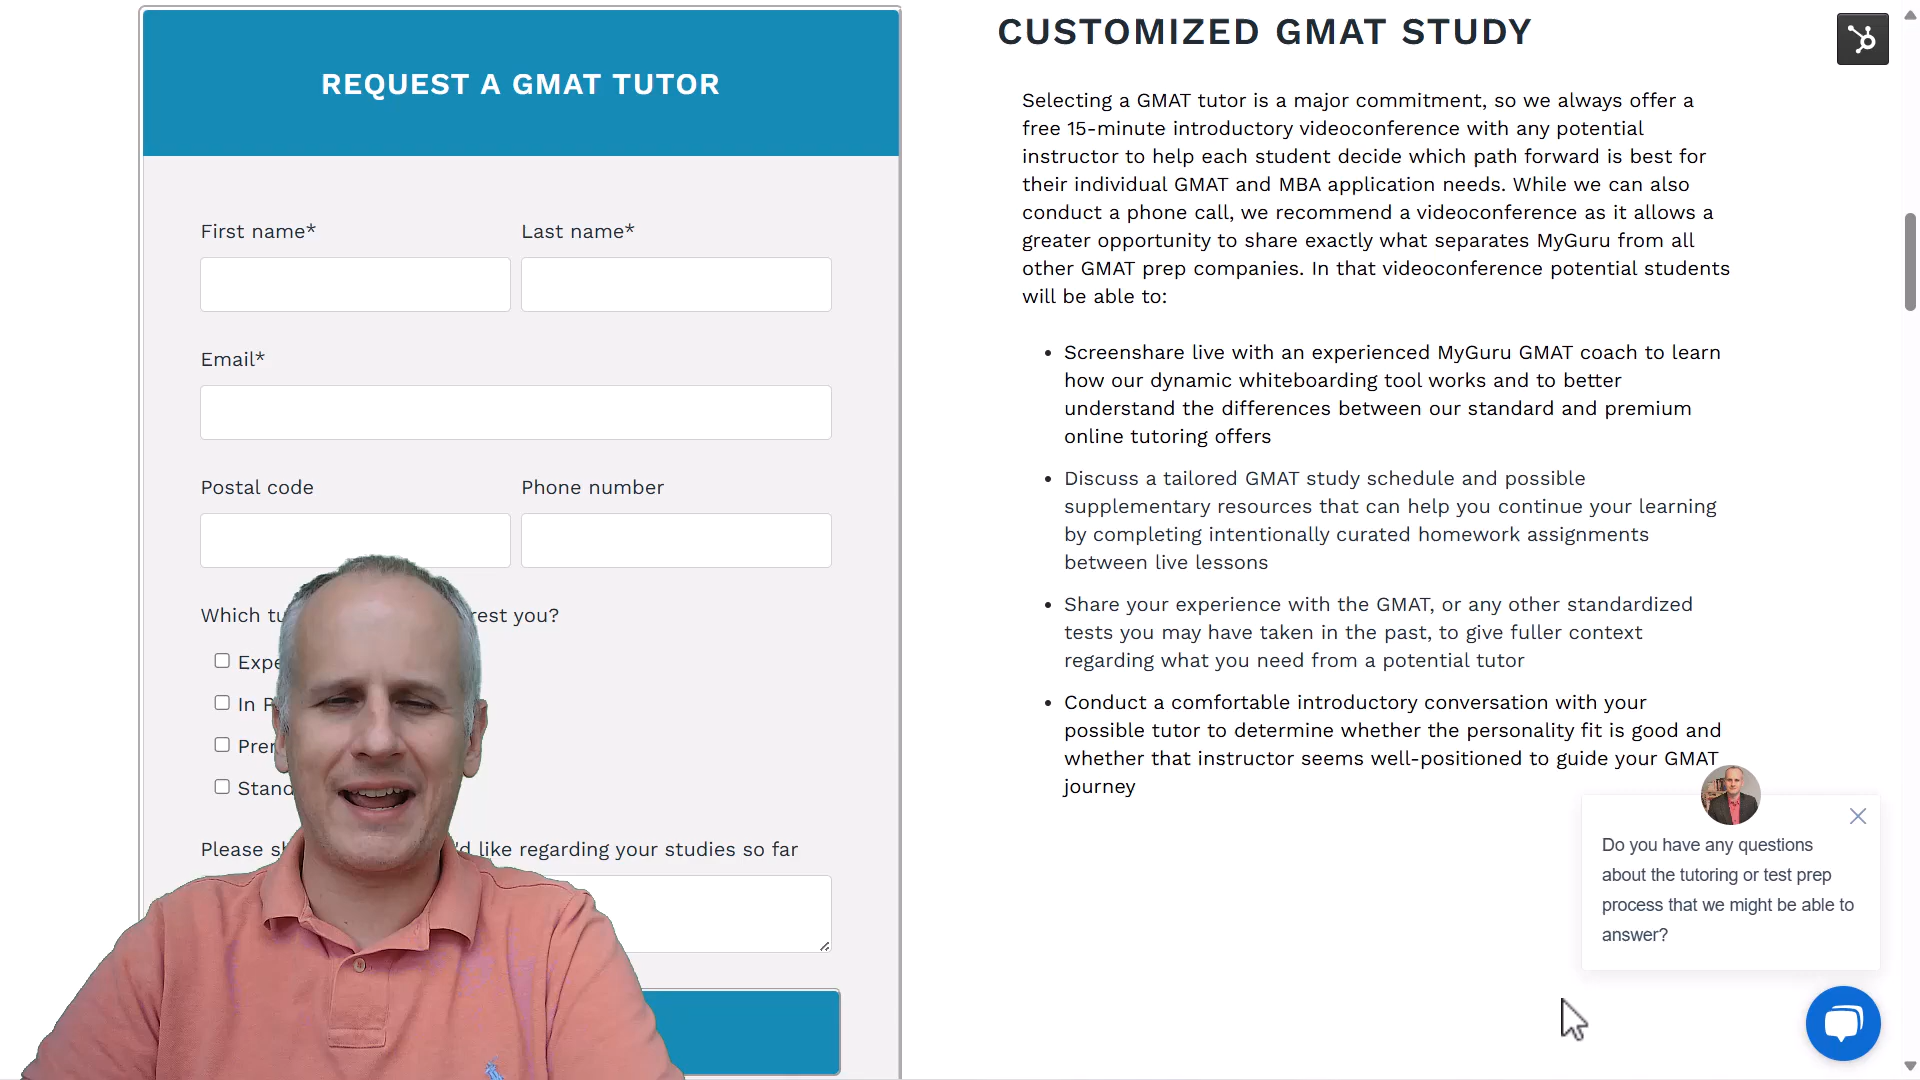 REQUEST A GMAT TUTOR
First name*
Last name*
Email*
Postal code
Phone number
Which
rest you?
In
Please
'd like regarding your studies so far
CUSTOMIZED GMAT STUDY
Selecting a GMAT tutor is a major commitment, so we always offer a
free 15-minute introductory videoconference with any potential
instructor to help each student decide which path forward is best for
their individual GMAT and MBA application needs. While we can also
conduct a phone call, we recommend a videoconference as it allows a
greater opportunity to share exactly what separates MyGuru from all
other GMAT prep companies. In that videoconference potential students
will be able to:
Screenshare live with an experienced MyGuru GMAT coach to learn
how our dynamic whiteboarding tool works and to better
understand the differences between our standard and premium
online tutoring offers
Discuss a tailored GMAT study schedule and possible
supplementary resources that can help you continue your learning
by completing intentionally curated homework assignments
between live lessons
Share your experience with the GMAT, or any other standardized
tests you may have taken in the past, to give fuller context
regarding what you need from a potential tutor
Conduct a comfortable introductory conversation with your
possible tutor to determine whether the personality fit is good and
whether that instructor seems well-positioned to guide your GMAT
journey
Do you have any questions
about the tutoring or test prep
process that we might be able to
answer?